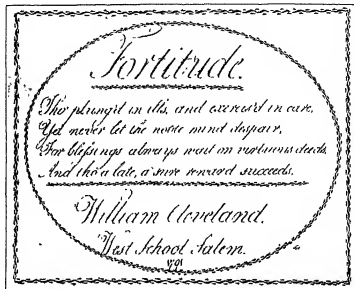 Fortitude.
Tho' plung'd in ills, and exercis'd in care,
Yet never let the noble mind despair,
For blessings always wait on virtuous deeds,
And tho' a late, a sure reward succeeds.
William Cleveland.
West School Salem.